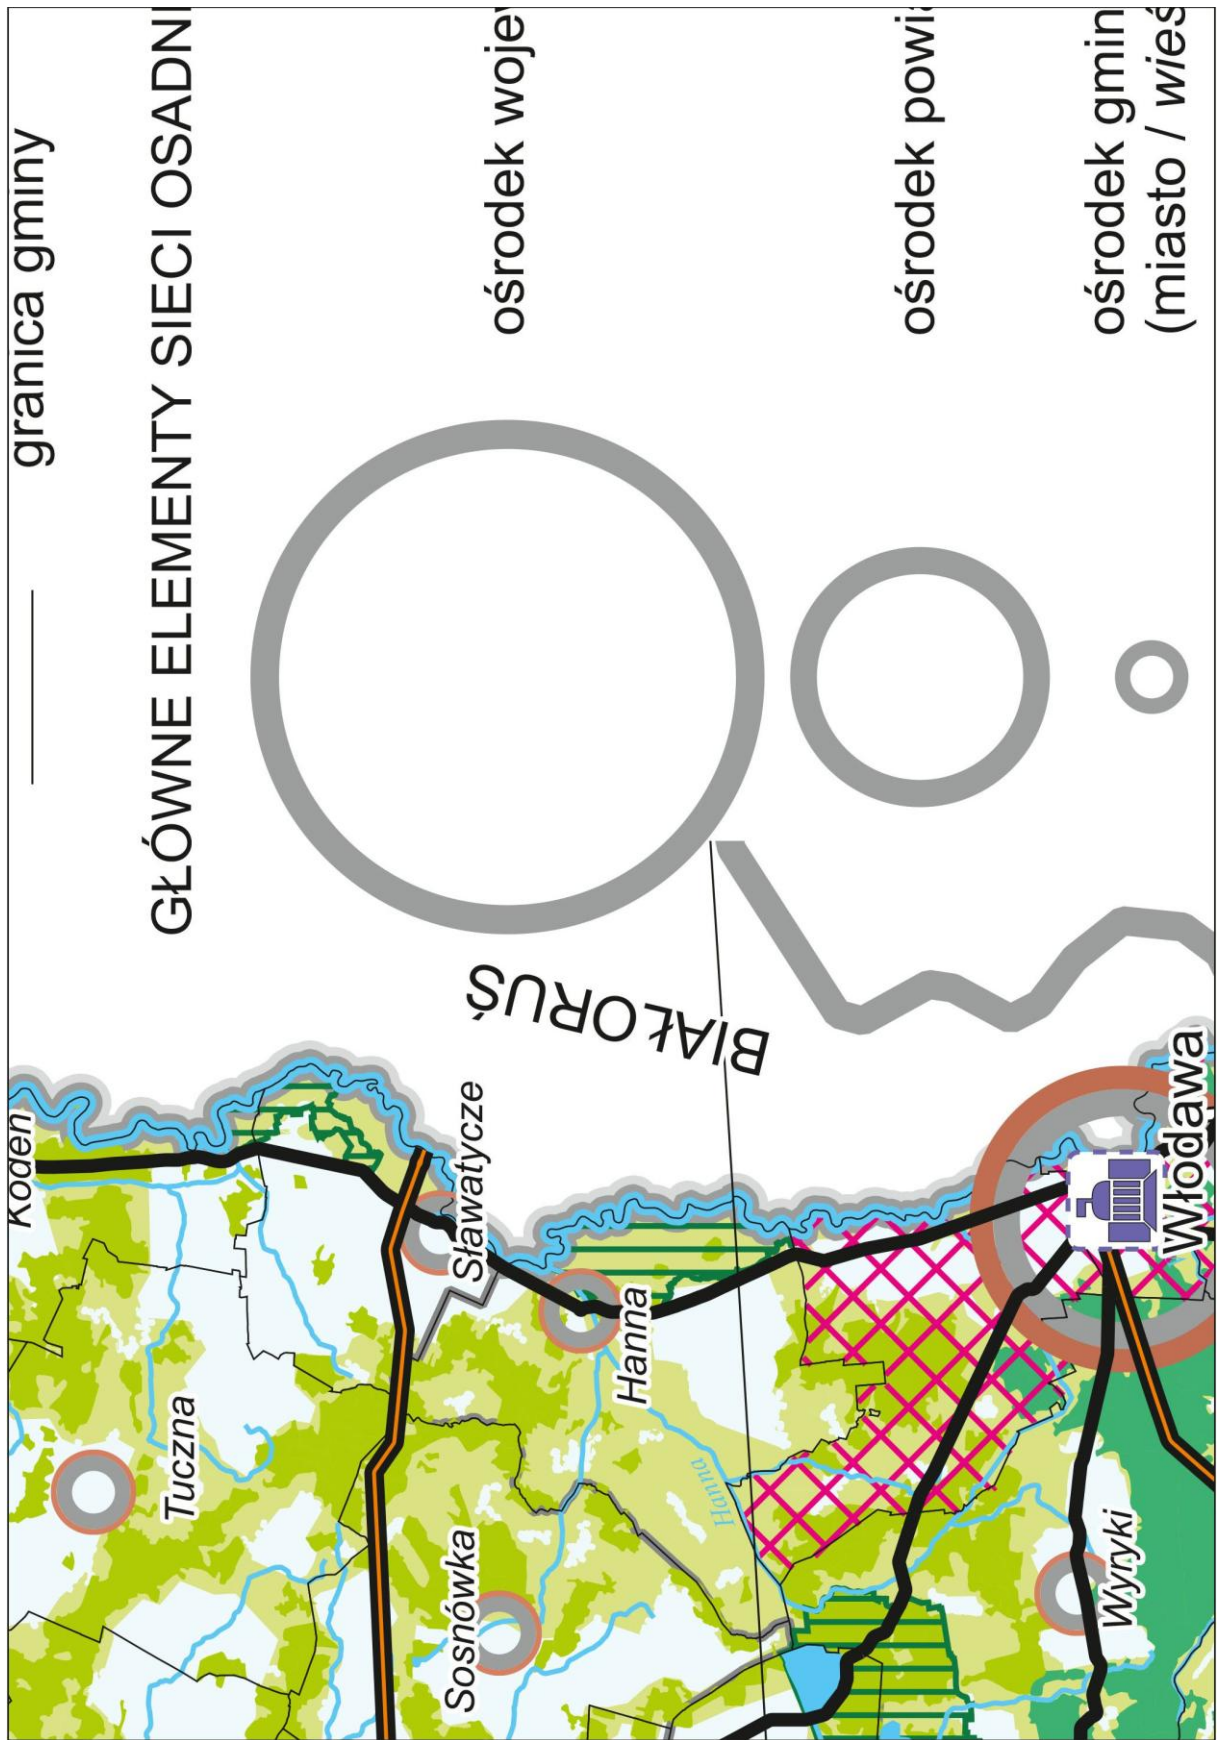 granica gminy
GŁÓWNE ELEMENTY SIECI OSADNI
ośrodek woje
ośrodek powia
ośrodek gmin
(miasto / wieś
BIAŁORUŚ
Kodeń
Sławatycze
Włodawa
Hanna
Tuczna
Hanna
Sosnówka
Wyryki